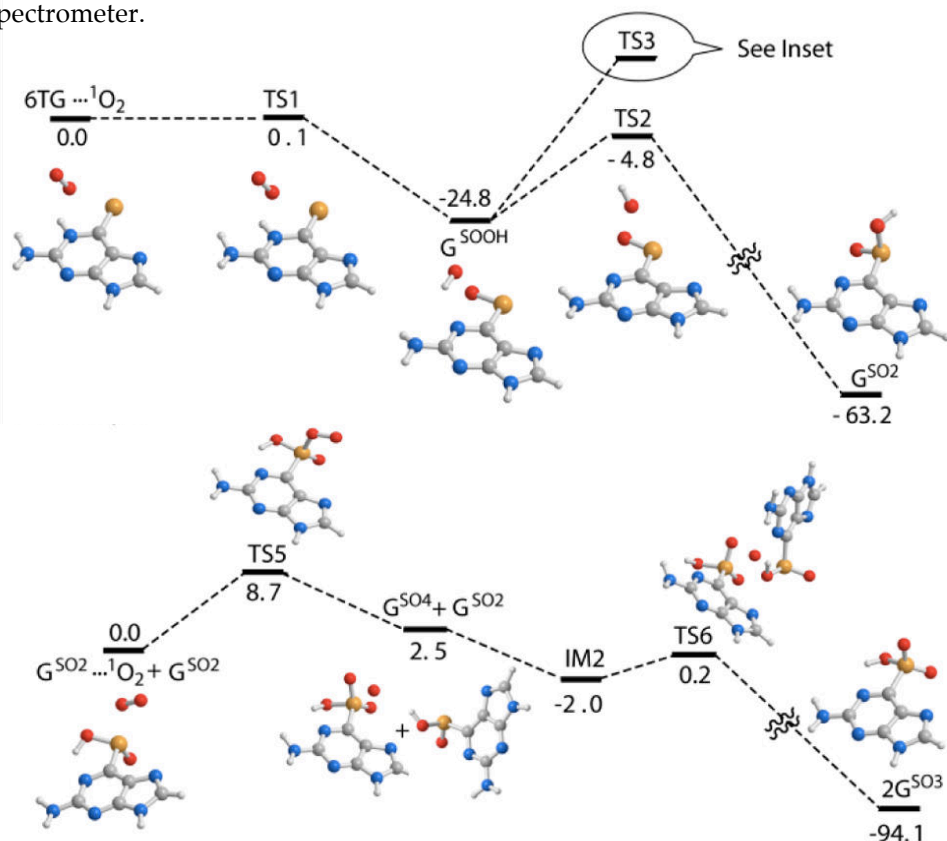 pectrometer.
TS3
See Inset
6TG ···¹O₂
0.0
TS1
0.1
TS2
- 4.8
-24.8
G^SOOH
G^SO2
- 63.2
TS5
8.7
0.0
G^SO2 ···¹O₂ + G^SO2
G^SO4 + G^SO2
2.5
IM2
-2.0
TS6
0.2
+
2G^SO3
-94.1